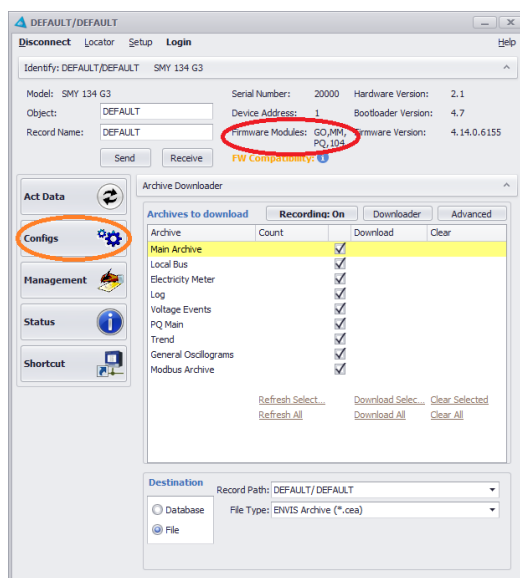 DEFAULT/DEFAULT
Disconnect Locator Setup Login Help
Identify: DEFAULT/DEFAULT SMY 134 G3
Model: SMY 134 G3 Serial Number: 20000 Hardware Version: 2.1
Object: DEFAULT Device Address: 1 Bootloader Version: 4.7
Record Name: DEFAULT Firmware Modules: GO,MM, Firmware Version: 4.14.0.6155
PQ,104
Send Receive FW Compatibility:
Archive Downloader
Act Data
Configs
Management
Status
Shortcut
Archives to download Recording: On Downloader Advanced
Archive Count Download Clear
Main Archive
Local Bus
Electricity Meter
Log
Voltage Events
PQ Main
Trend
General Oscillograms
Modbus Archive
Refresh Select... Download Selec... Clear Selected
Refresh All Download All Clear All
Destination
Record Path: DEFAULT/DEFAULT
Database File Type: ENVIS Archive (*.cea)
File